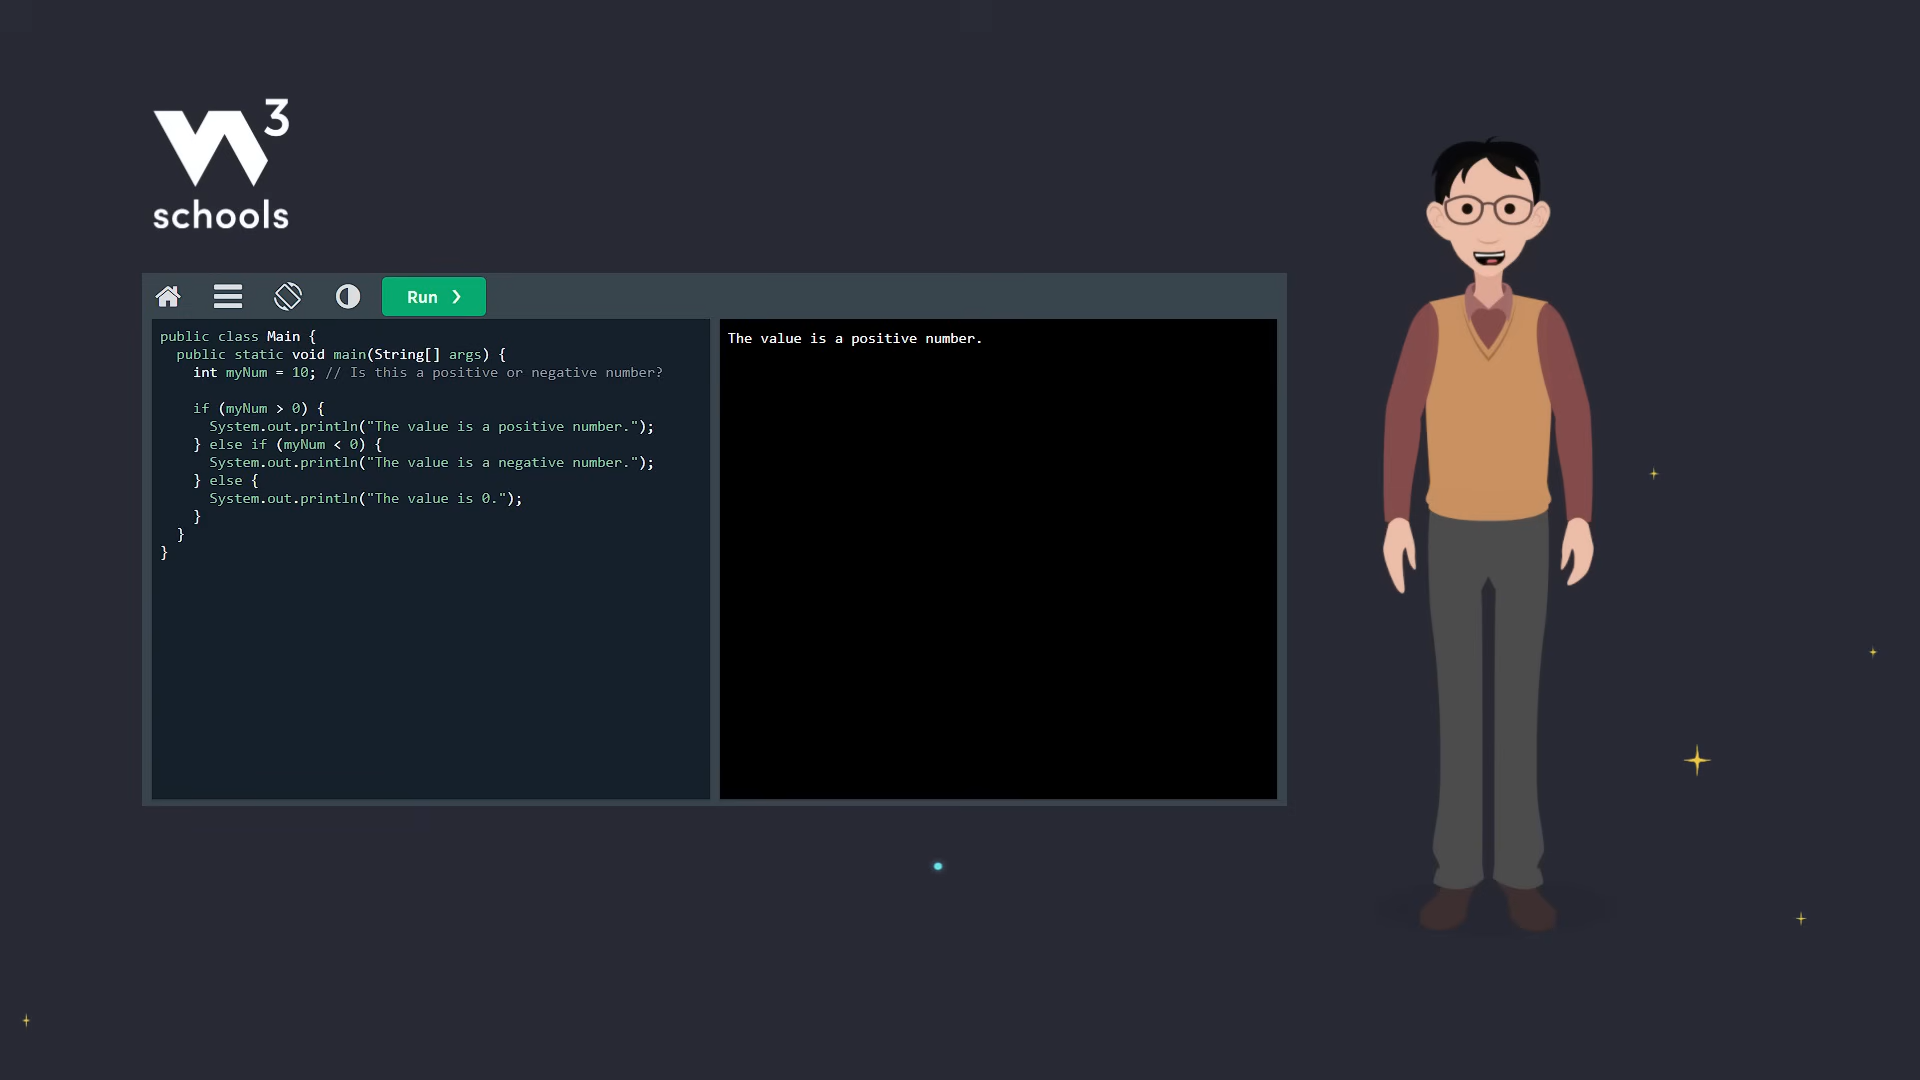 W3
schools
Run
public class Main {
  public static void main(String[] args) {
    int myNum = 10; // Is this a positive or negative number?
    if (myNum > 0) {
      System.out.println("The value is a positive number.");
    } else if (myNum < 0) {
      System.out.println("The value is a negative number.");
    } else {
      System.out.println("The value is 0.");
    }
  }
}
The value is a positive number.